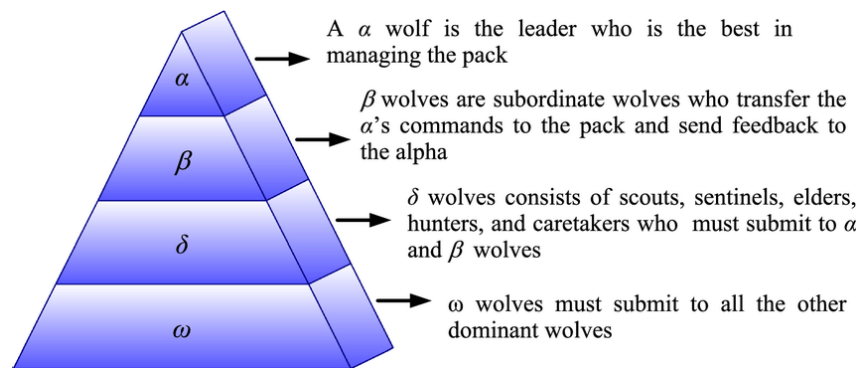 A α wolf is the leader who is the best in
managing the pack
α
β wolves are subordinate wolves who transfer the
α's commands to the pack and send feedback to
the alpha
β
δ wolves consists of scouts, sentinels, elders,
hunters, and caretakers who must submit to α
and β wolves
δ
ω wolves must submit to all the other
dominant wolves
ω